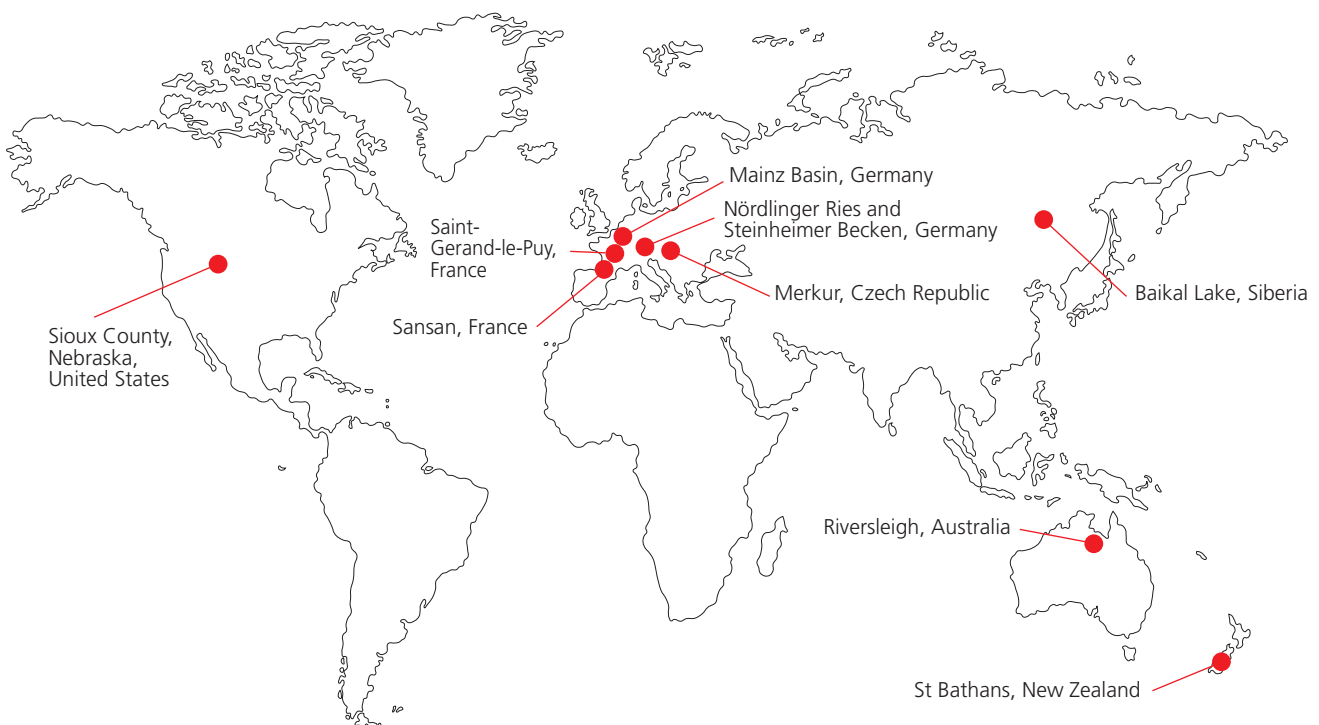 Mainz Basin, Germany
Nördlinger Ries and
Steinheimer Becken, Germany
Saint-
Gerand-le-Puy,
France
Merkur, Czech Republic
Baikal Lake, Siberia
Sansan, France
Sioux County,
Nebraska,
United States
Riversleigh, Australia
St Bathans, New Zealand